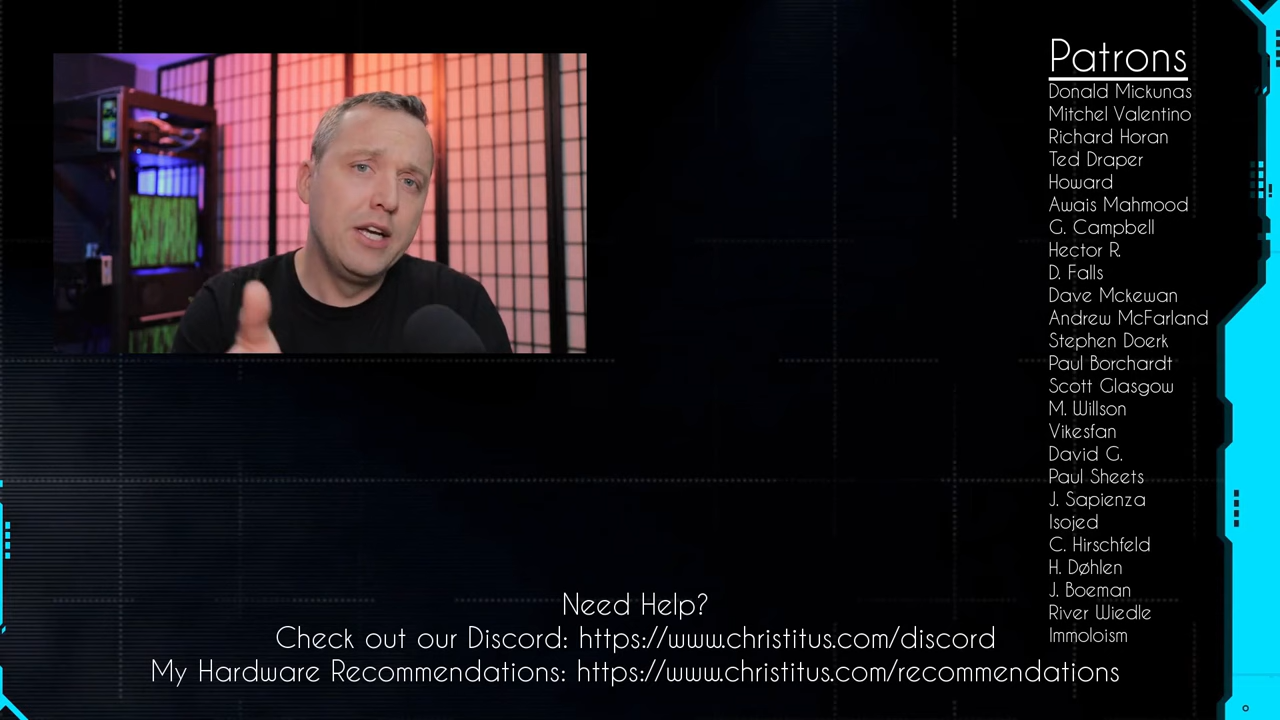 Patrons
Donald Mickunas
Mitchel Valentino
Richard Horan
Ted Draper
Howard
Awais Mahmood
G. Campbell
Hector R.
D. Falls
Dave Mckewan
Andrew McFarland
Stephen Doerk
Paul Borchardt
Scott Glasgow
M. Willson
Vikesfan
David G.
Paul Sheets
J. Sapienza
Isojed
C. Hirschfeld
H. Døhlen
J. Boeman
River Wiedle
Immoloism
Need Help?
Check out our Discord: https://www.christitus.com/discord
My Hardware Recommendations: https://www.christitus.com/recommendations